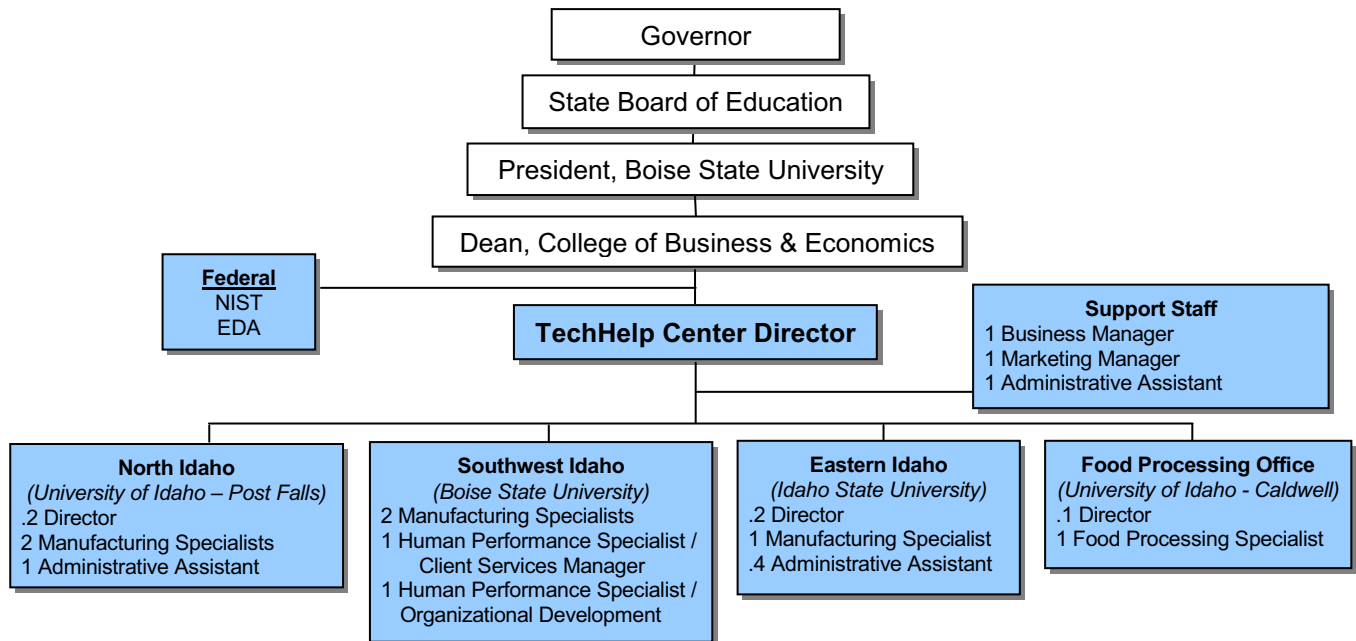 Governor
State Board of Education
President, Boise State University
Dean, College of Business & Economics
Federal
NIST
EDA
TechHelp Center Director
Support Staff
1 Business Manager
1 Marketing Manager
1 Administrative Assistant
North Idaho
(University of Idaho – Post Falls)
.2 Director
2 Manufacturing Specialists
1 Administrative Assistant
Southwest Idaho
(Boise State University)
2 Manufacturing Specialists
1 Human Performance Specialist /
Client Services Manager
1 Human Performance Specialist /
Organizational Development
Eastern Idaho
(Idaho State University)
.2 Director
1 Manufacturing Specialist
.4 Administrative Assistant
Food Processing Office
(University of Idaho - Caldwell)
.1 Director
1 Food Processing Specialist